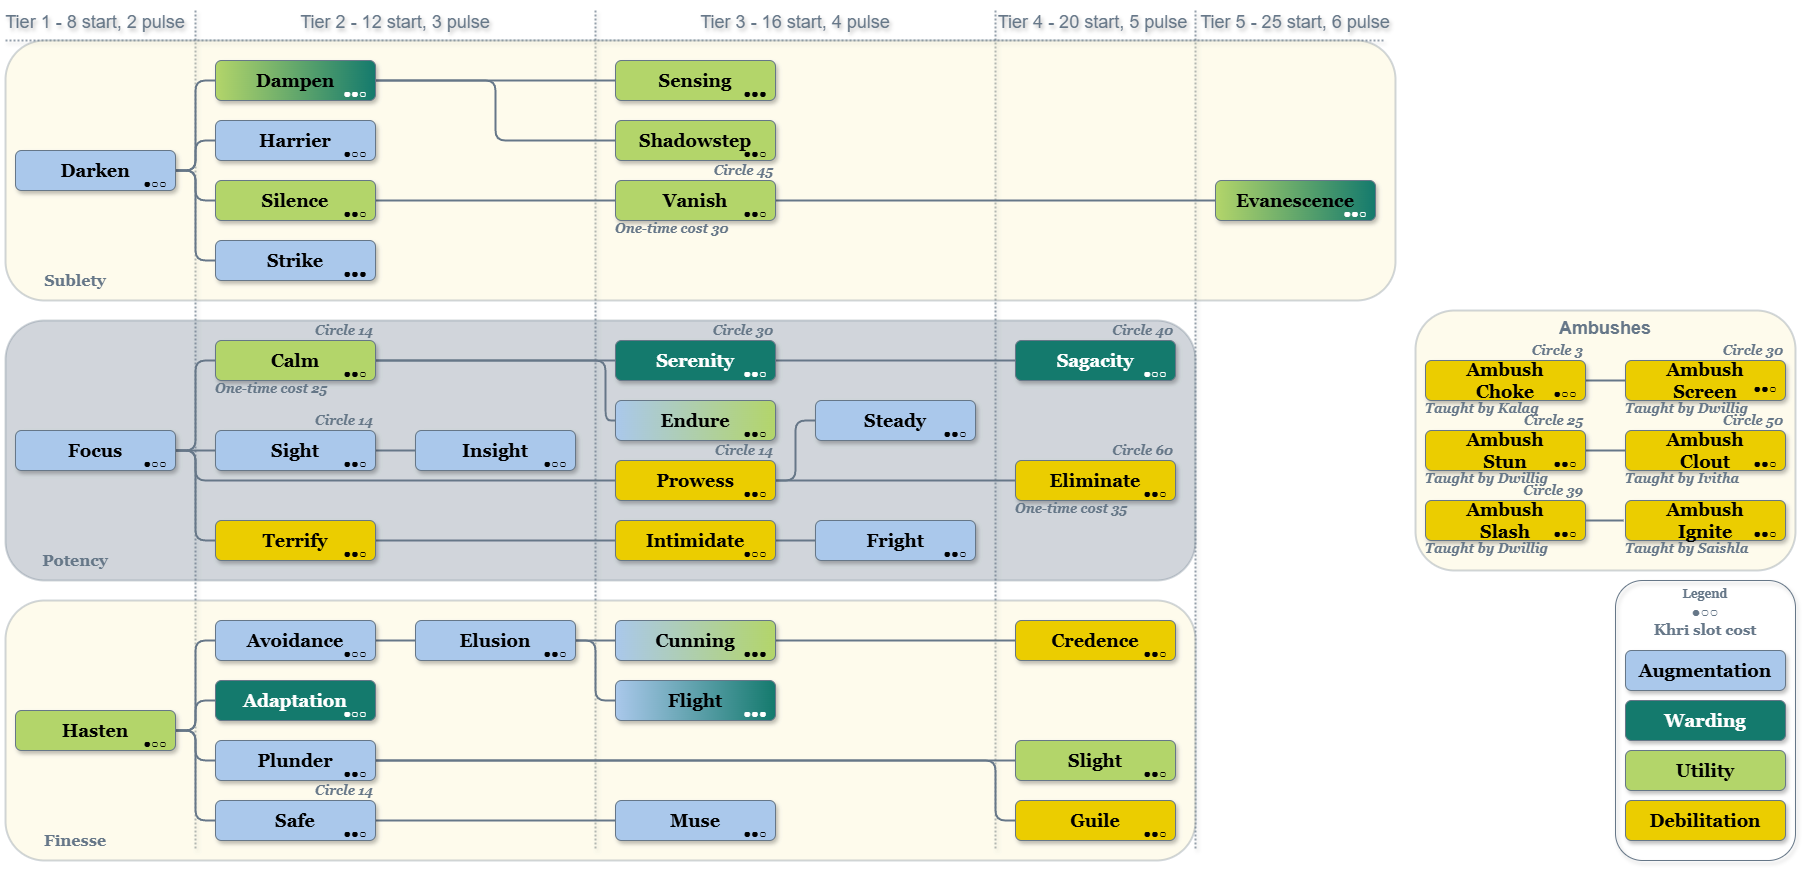 Tier 1 - 8 start, 2 pulse
Tier 2 - 12 start, 3 pulse
Tier 3 - 16 start, 4 pulse
Tier 4 - 20 start, 5 pulse
Tier 5 - 25 start, 6 pulse
Dampen
Sensing
Harrier
Shadowstep
Circle 45
Darken
Silence
Vanish
One-time cost 30
Evanescence
Strike
Sublety
Circle 14
Calm
One-time cost 25
Circle 30
Serenity
Circle 40
Sagacity
Endure
Steady
Focus
Circle 14
Sight
Insight
Circle 14
Prowess
Circle 60
Eliminate
One-time cost 35
Terrify
Intimidate
Fright
Potency
Avoidance
Elusion
Cunning
Credence
Adaptation
Flight
Hasten
Plunder
Slight
Circle 14
Safe
Muse
Guile
Finesse
Ambushes
Circle 3
Ambush
Choke
Taught by Kalag
Circle 30
Ambush
Screen
Taught by Dwillig
Circle 25
Ambush
Stun
Taught by Dwillig
Circle 50
Ambush
Clout
Taught by Ivitha
Circle 39
Ambush
Slash
Taught by Dwillig
Ambush
Ignite
Taught by Saishla
Legend
Khri slot cost
Augmentation
Warding
Utility
Debilitation